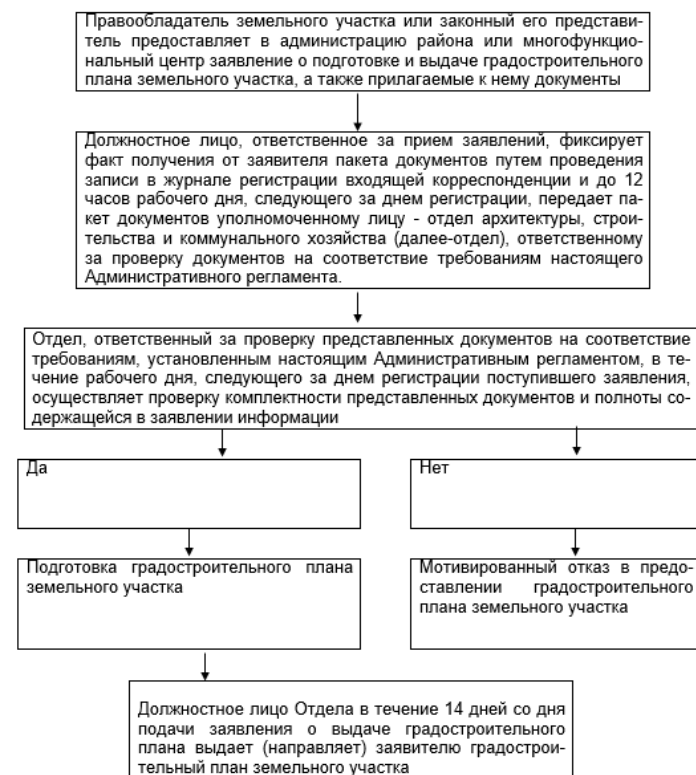 Правообладатель земельного участка или законный его представи-
тель предоставляет в администрацию района или многофункцио-
нальный центр заявление о подготовке и выдаче градостроительного
плана земельного участка, а также прилагаемые к нему документы
Должностное лицо, ответственное за прием заявлений, фиксирует
факт получения от заявителя пакета документов путем проведения
записи в журнале регистрации входящей корреспонденции и до 12
часов рабочего дня, следующего за днем регистрации, передает па-
кет документов уполномоченному лицу - отдел архитектуры, строи-
тельства и коммунального хозяйства (далее-отдел), ответственному
за проверку документов на соответствие требованиям настоящего
Административного регламента.
Отдел, ответственный за проверку представленных документов на соответствие
требованиям, установленным настоящим Административным регламентом, в те-
чение рабочего дня, следующего за днем регистрации поступившего заявления,
осуществляет проверку комплектности представленных документов и полноты со-
держащейся в заявлении информации
Да
Нет
Подготовка градостроительного плана
земельного участка
Мотивированный отказ в предо-
ставлении градостроительного
плана земельного участка
Должностное лицо Отдела в течение 14 дней со дня
подачи заявления о выдаче градостроительного
плана выдает (направляет) заявителю градострои-
тельный план земельного участка